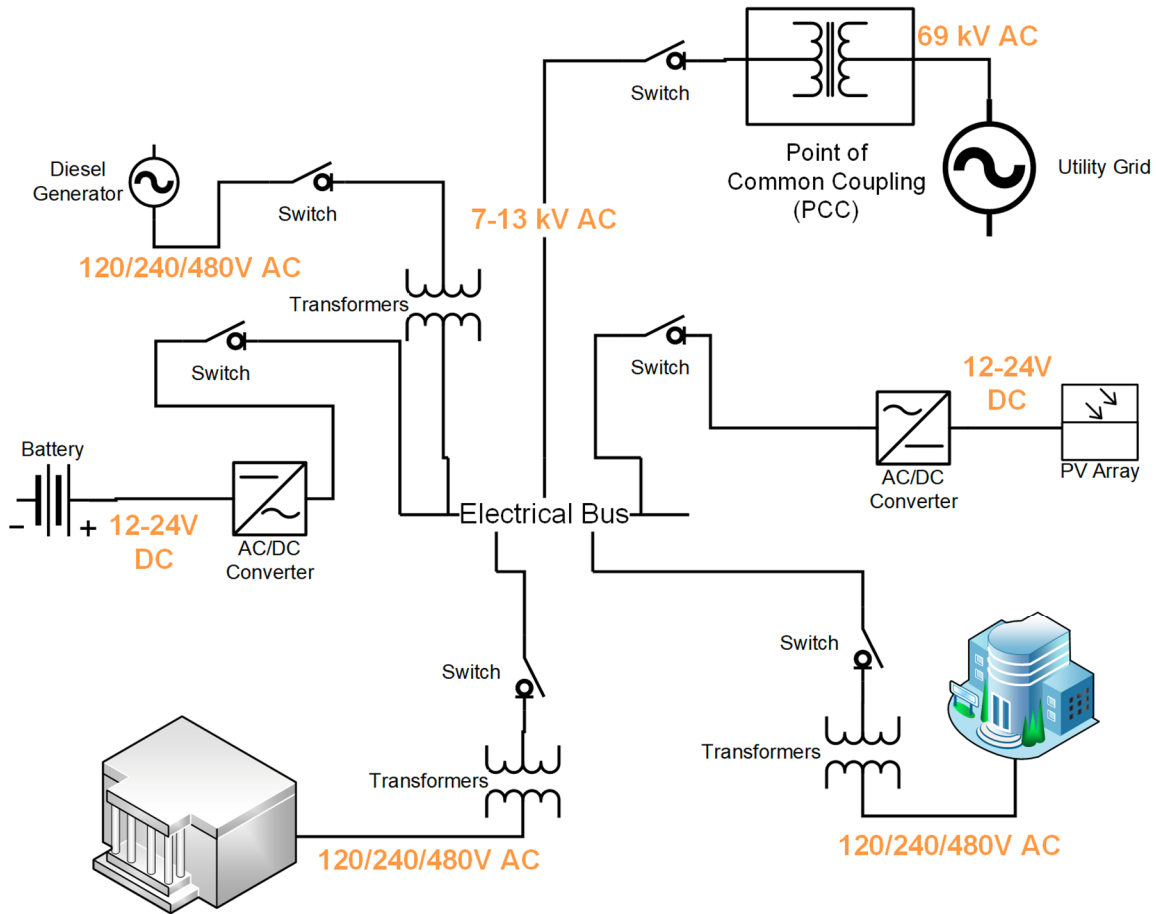 69 kV AC
Switch
Point of
Common Coupling
(PCC)
Utility Grid
Diesel
Generator
Switch
7-13 kV AC
120/240/480V AC
Transformers
Switch
Switch
12-24V
DC
Battery
- +
12-24V
DC
AC/DC
Converter
Electrical Bus
AC/DC
Converter
PV Array
Switch
Switch
Transformers
Transformers
120/240/480V AC
120/240/480V AC